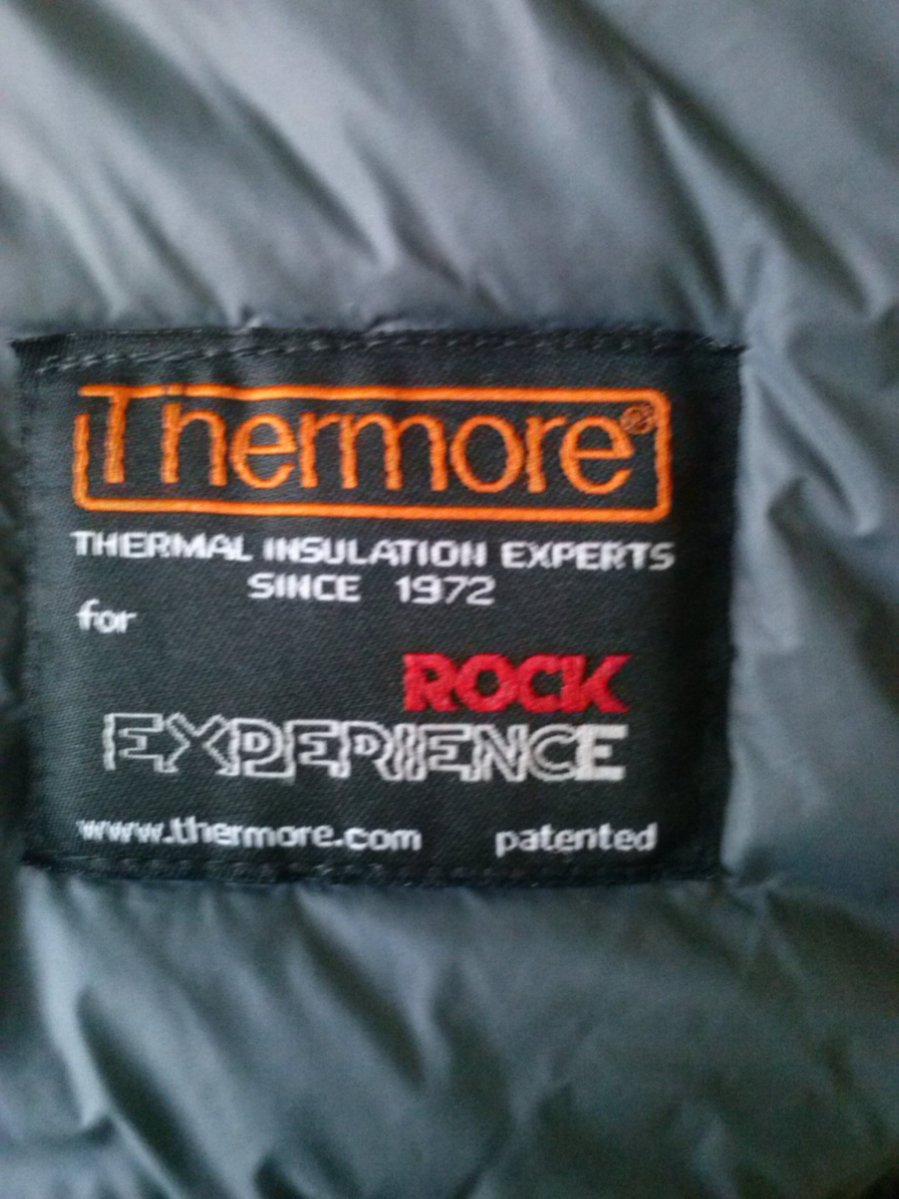 Thermore®
THERMAL INSULATION EXPERTS
SINCE 1972
for
ROCK
EXPERIENCE
www.thermore.com patented